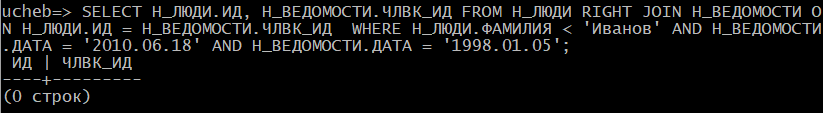 ucheb=> SELECT Н_ЛЮДИ.ИД, Н_ВЕДОМОСТИ.ЧЛВК_ИД FROM Н_ЛЮДИ RIGHT JOIN Н_ВЕДОМОСТИ O
N Н_ЛЮДИ.ИД = Н_ВЕДОМОСТИ.ЧЛВК_ИД  WHERE Н_ЛЮДИ.ФАМИЛИЯ < 'Иванов' AND Н_ВЕДОМОСТИ
.ДАТА = '2010.06.18' AND Н_ВЕДОМОСТИ.ДАТА = '1998.01.05';
 ИД | ЧЛВК_ИД
----+---------
(0 строк)